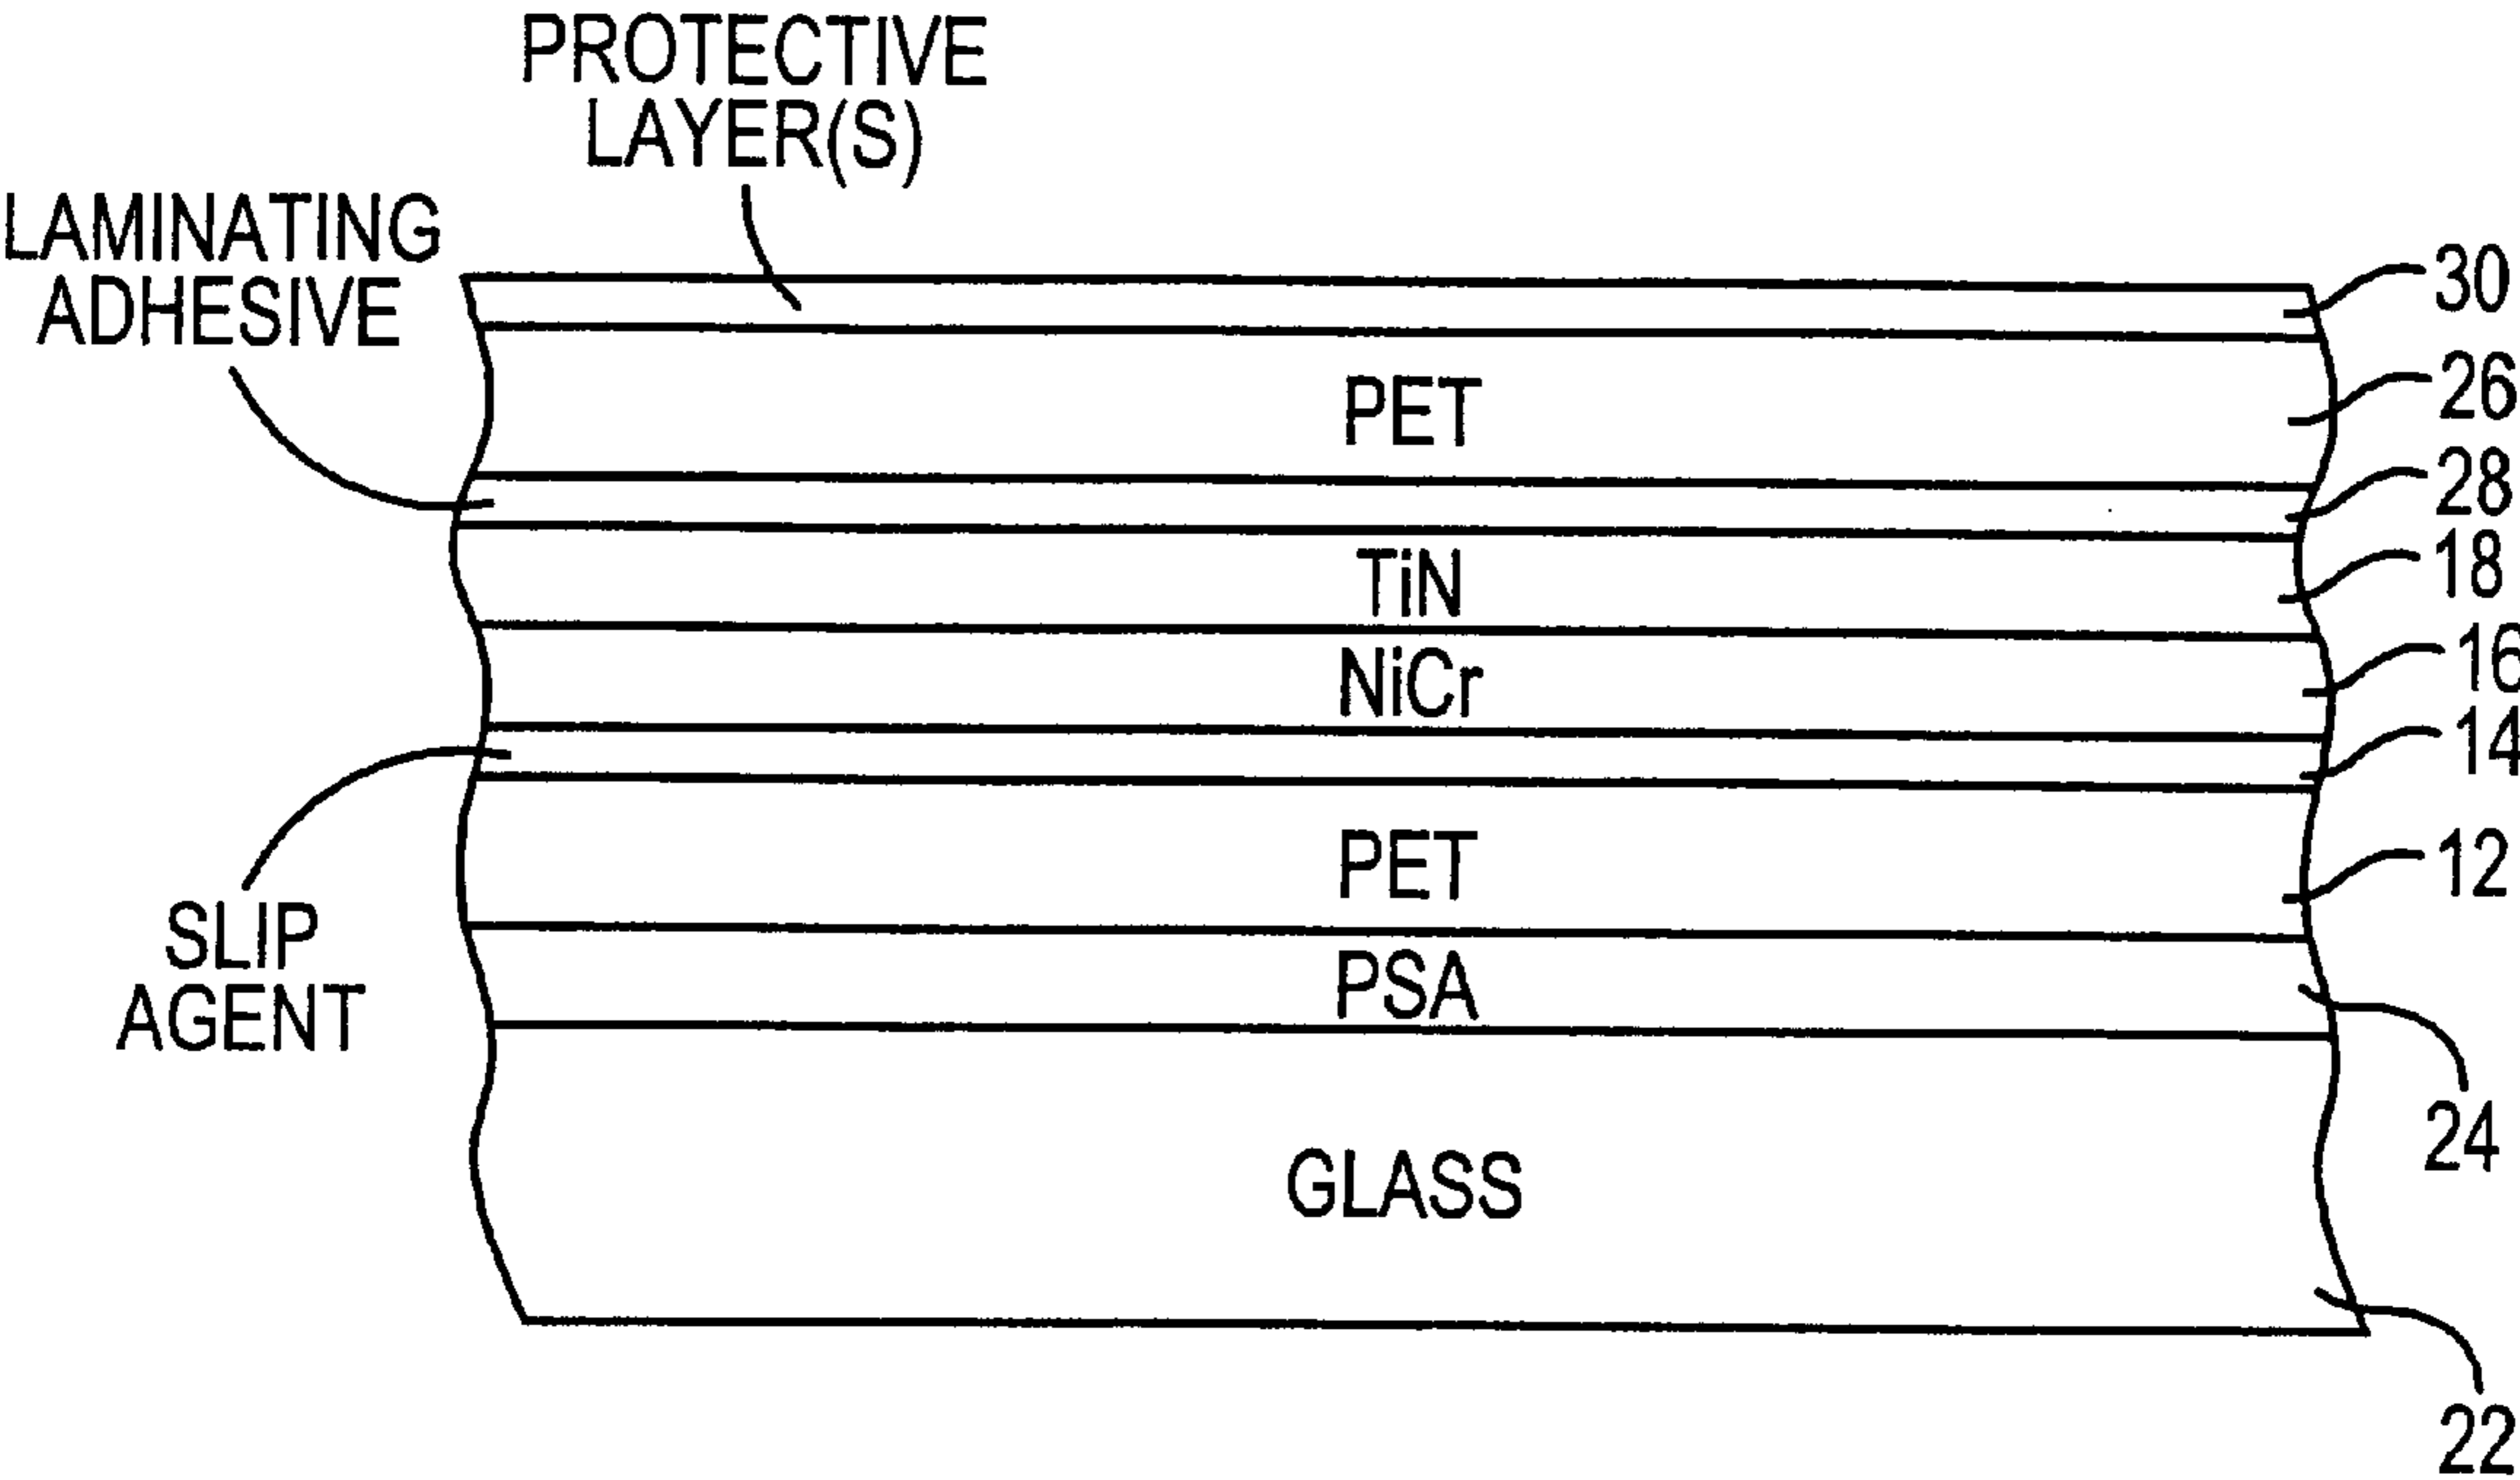 PROTECTIVE
LAYER(S)
LAMINATING
ADHESIVE
30
PET
26
28
TiN
18
NiCr
16
14
PET
12
SLIP
AGENT
PSA
24
GLASS
22